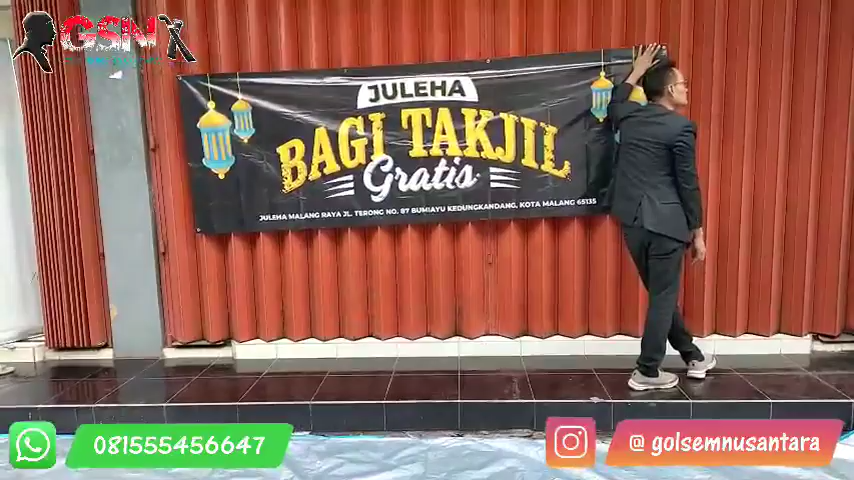 GSN
JULEHA
BAGI TAKJIL
Gratis
JULEHA MALANG RAYA JL. TERONG NO. 87 BUMIAYU KEDUNGKANDANG, KOTA MALANG 65135
081555456647
@ golsemnusantara